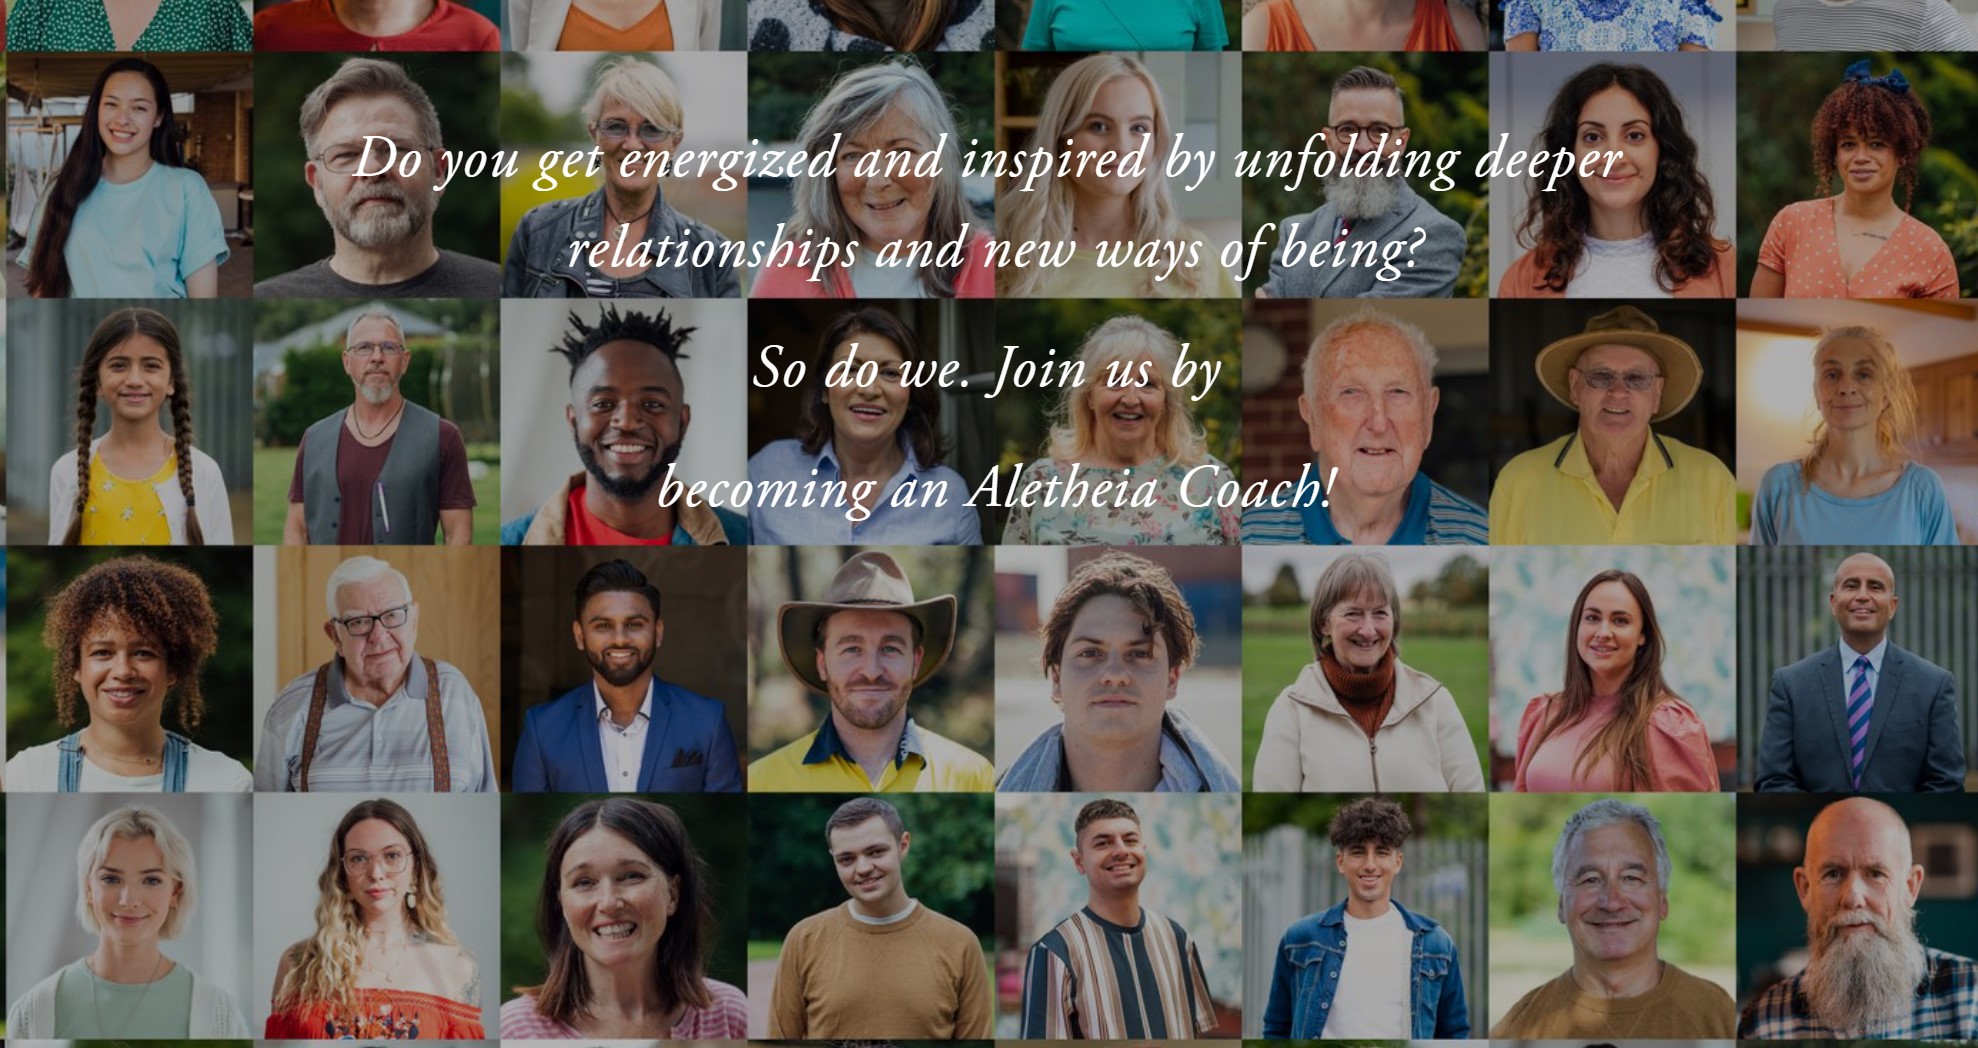 Do you get energized and inspired by unfolding deeper
relationships and new ways of being?
So do we. Join us by
becoming an Aletheia Coach!